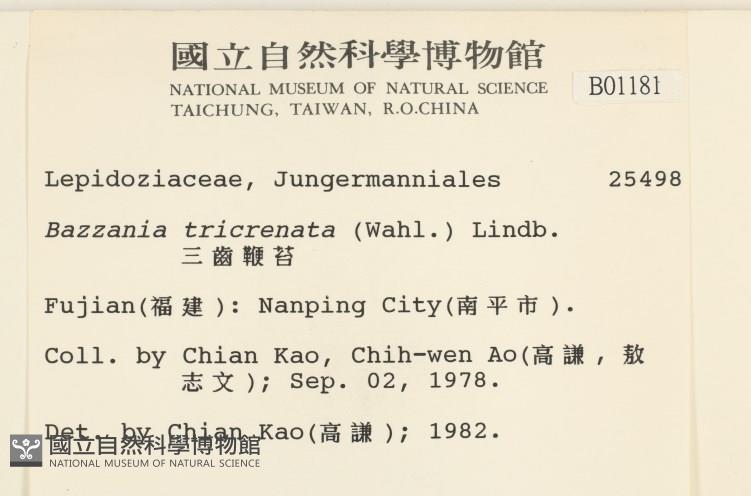 國立自然科學博物館
NATIONAL MUSEUM OF NATURAL SCIENCE
TAICHUNG, TAIWAN, R.O.CHINA
B01181
Lepidoziaceae, Jungermanniales 25498
Bazzania tricrenata (Wahl.) Lindb.
三齒鞭苔
Fujian(福建): Nanping City(南平市).
Coll. by Chian Kao, Chih-wen Ao(高謙, 敖
志文); Sep. 02, 1978.
Det. by Chian Kao(高謙); 1982.
國立自然科學博物館
NATIONAL MUSEUM OF NATURAL SCIENCE